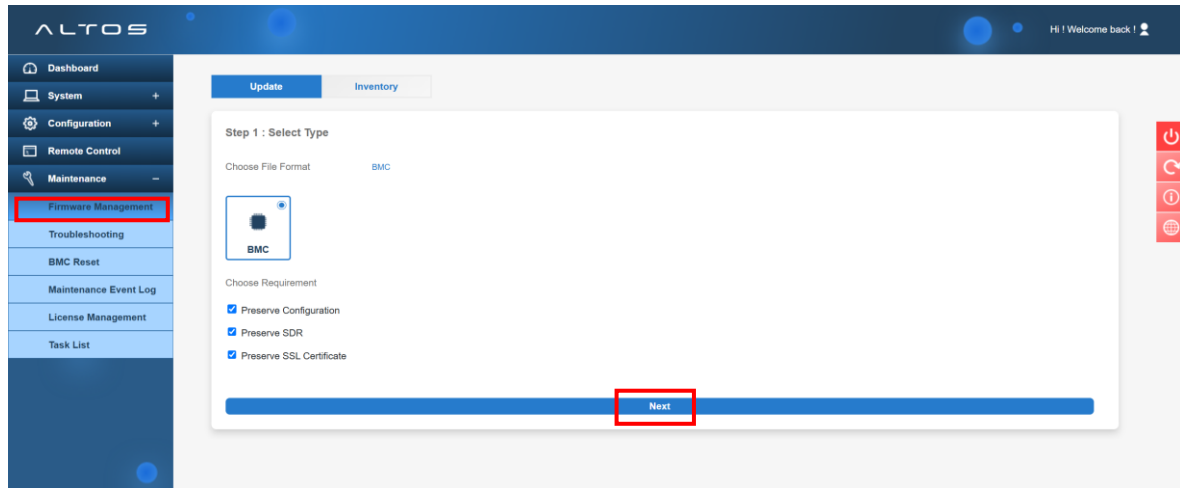 ALTOS
Hi ! Welcome back !
Dashboard
System +
Configuration +
Remote Control
Maintenance −
Firmware Management
Troubleshooting
BMC Reset
Maintenance Event Log
License Management
Task List
Update Inventory
Step 1 : Select Type
Choose File Format BMC
BMC
Choose Requirement
Preserve Configuration
Preserve SDR
Preserve SSL Certificate
Next